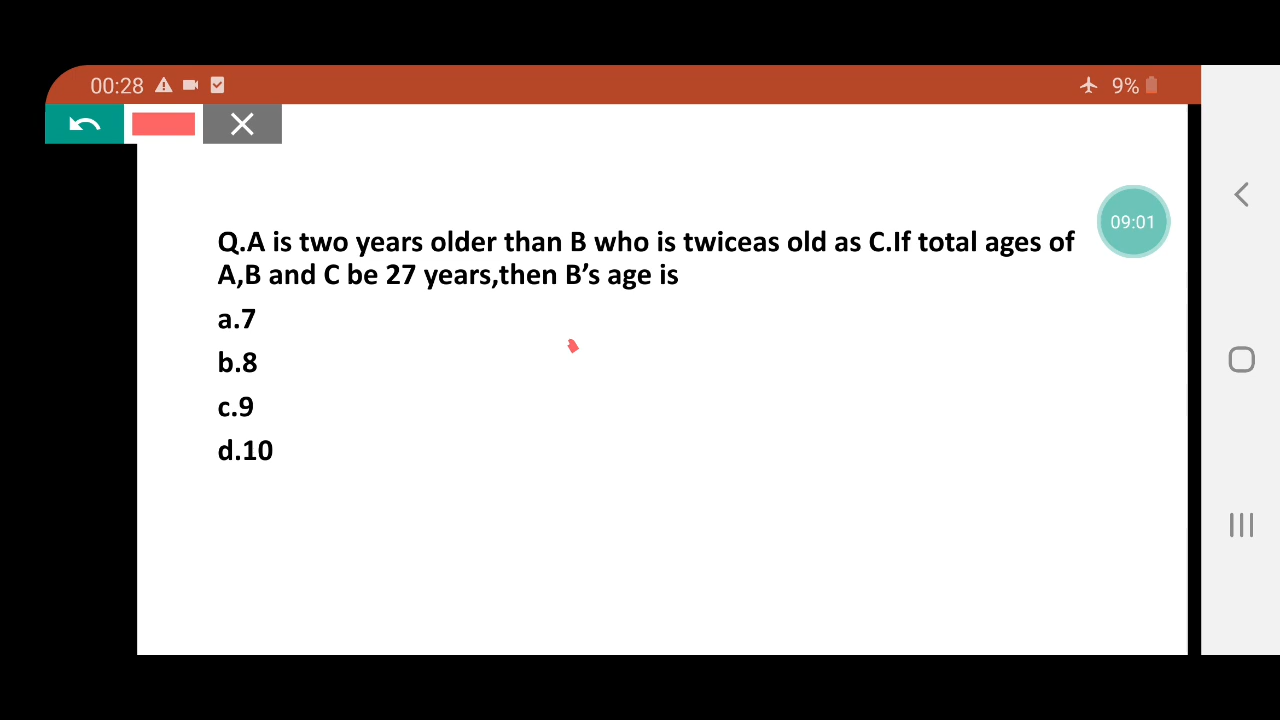 00:28
9%
09:01
Q.A is two years older than B who is twiceas old as C.If total ages of
A,B and C be 27 years,then B’s age is
a.7
b.8
c.9
d.10